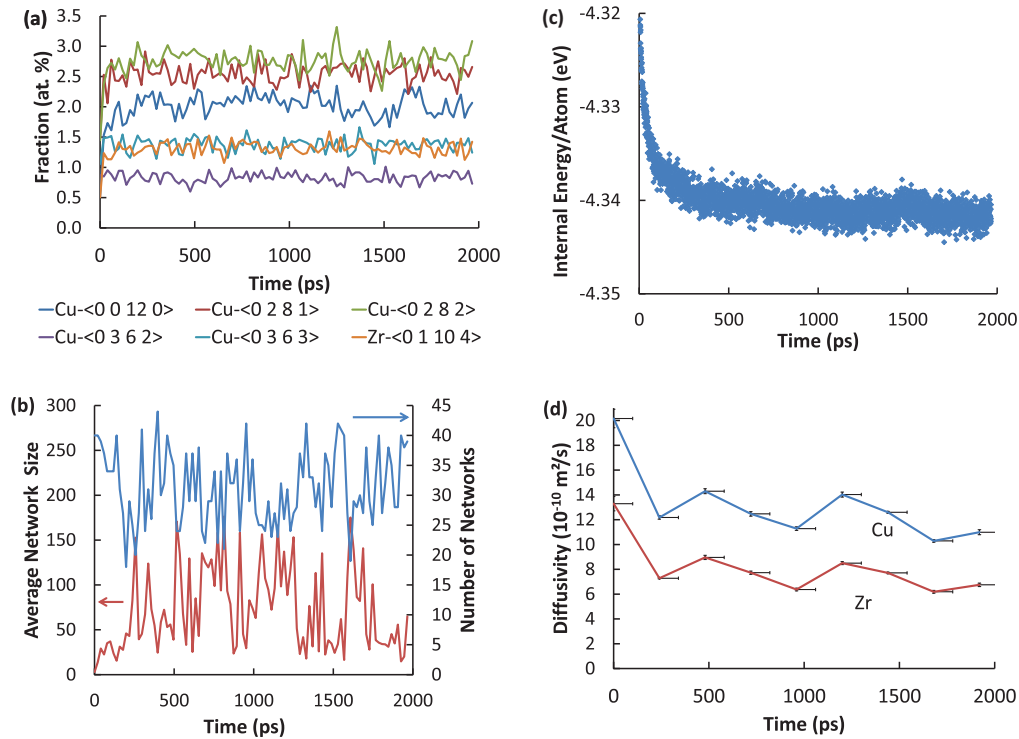 (a)
3.5
3.0
2.5
2.0
1.5
1.0
0.5
0.0
Fraction (at. %)
0 500 1000 1500 2000
Time (ps)
Cu-<0 0 12 0> Cu-<0 2 8 1> Cu-<0 2 8 2>
Cu-<0 3 6 2> Cu-<0 3 6 3> Zr-<0 1 10 4>
(c)
-4.32
-4.33
-4.34
-4.35
Internal Energy/Atom (eV)
0 500 1000 1500 2000
Time (ps)
(b)
300
250
200
150
100
50
0
Average Network Size
45
40
35
30
25
20
15
10
5
0
Number of Networks
0 500 1000 1500 2000
Time (ps)
(d)
20
18
16
14
12
10
8
6
4
2
0
Diffusivity (10⁻¹⁰ m²/s)
Cu
Zr
0 500 1000 1500 2000
Time (ps)